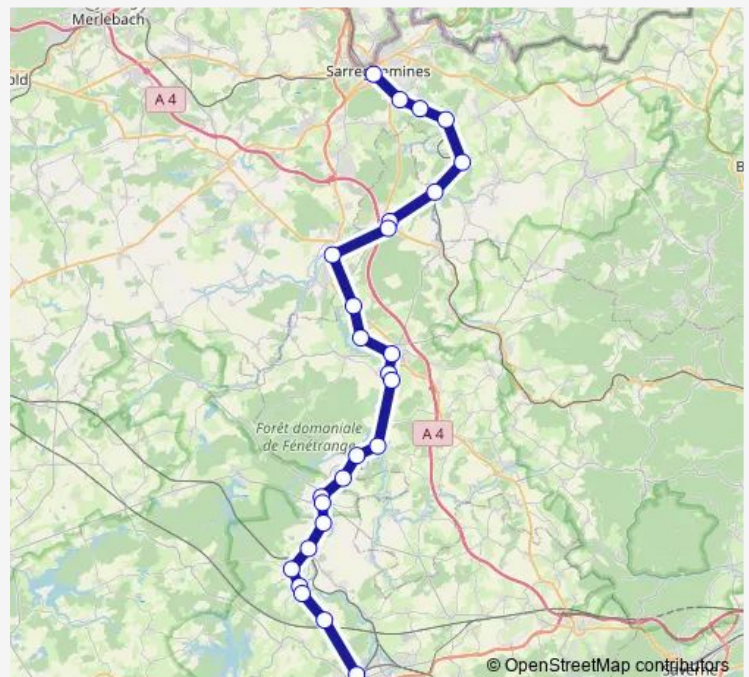 Merlebach
Sarreguemines
A 4
B
Forêt domaniale
de Fénétrange
A 4
© OpenStreetMap contributors